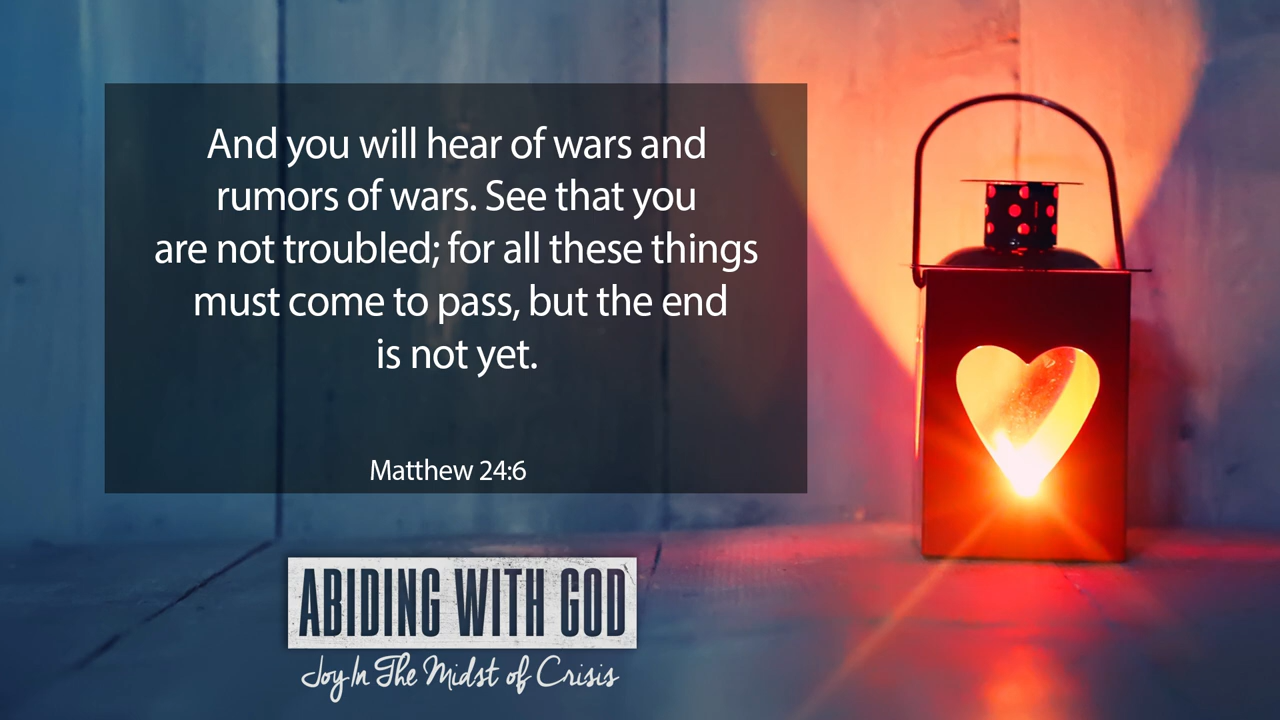 And you will hear of wars and
rumors of wars. See that you
are not troubled; for all these things
must come to pass, but the end
is not yet.
Matthew 24:6
ABIDING WITH GOD
Joy In The Midst of Crisis